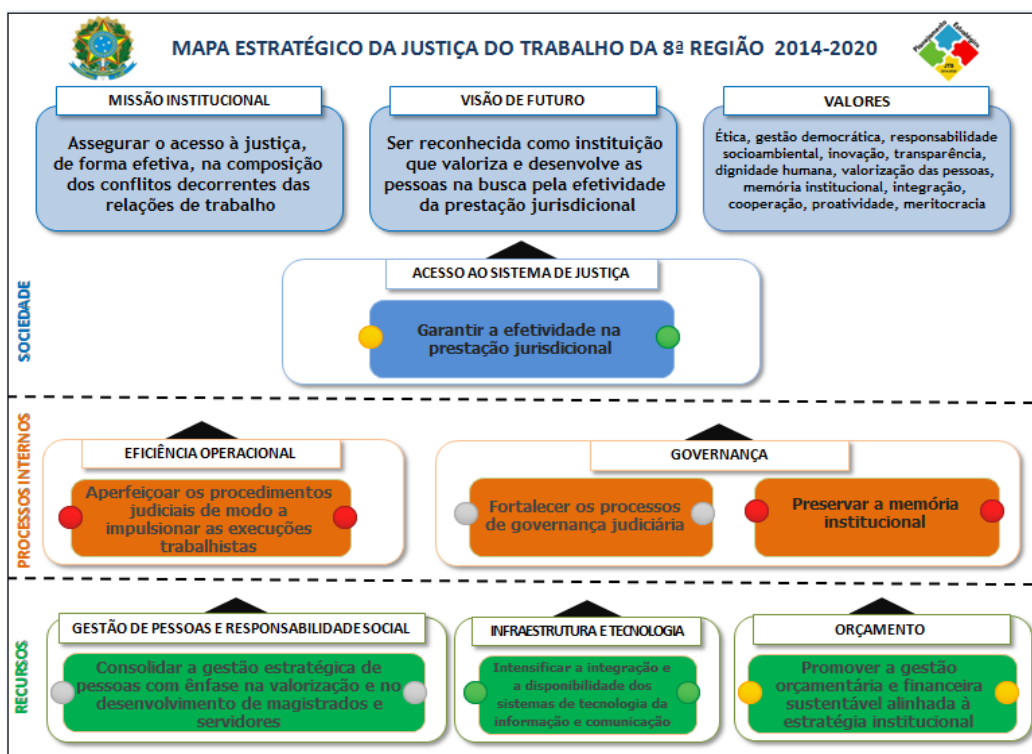 MAPA ESTRATÉGICO DA JUSTIÇA DO TRABALHO DA 8ª REGIÃO 2014-2020
Planejamento
Estratégico
JT8
MISSÃO INSTITUCIONAL
Assegurar o acesso à justiça,
de forma efetiva, na composição
dos conflitos decorrentes das
relações de trabalho
VISÃO DE FUTURO
Ser reconhecida como instituição
que valoriza e desenvolve as
pessoas na busca pela efetividade
da prestação jurisdicional
VALORES
Ética, gestão democrática, responsabilidade
socioambiental, inovação, transparência,
dignidade humana, valorização das pessoas,
memória institucional, integração,
cooperação, proatividade, meritocracia
SOCIEDADE
ACESSO AO SISTEMA DE JUSTIÇA
Garantir a efetividade na
prestação jurisdicional
PROCESSOS INTERNOS
EFICIÊNCIA OPERACIONAL
Aperfeiçoar os procedimentos
judiciais de modo a
impulsionar as execuções
trabalhistas
GOVERNANÇA
Fortalecer os processos
de governança judiciária
Preservar a memória
institucional
RECURSOS
GESTÃO DE PESSOAS E RESPONSABILIDADE SOCIAL
Consolidar a gestão estratégica de
pessoas com ênfase na valorização e no
desenvolvimento de magistrados e
servidores
INFRAESTRUTURA E TECNOLOGIA
Intensificar a integração e
a disponibilidade dos
sistemas de tecnologia da
informação e comunicação
ORÇAMENTO
Promover a gestão
orçamentária e financeira
sustentável alinhada à
estratégia institucional